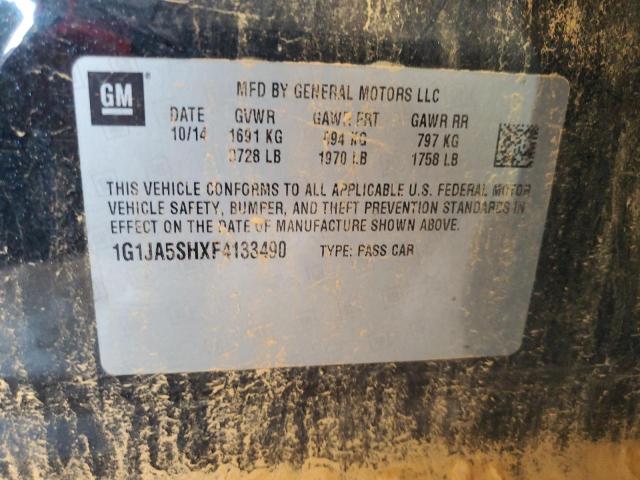 GM
MFD BY GENERAL MOTORS LLC
DATE GVWR GAWR FRT GAWR RR
10/14 1691 KG 894 KG 797 KG
3728 LB 1970 LB 1758 LB
THIS VEHICLE CONFORMS TO ALL APPLICABLE U.S. FEDERAL MOTOR
VEHICLE SAFETY, BUMPER, AND THEFT PREVENTION STANDARDS IN
EFFECT ON THE DATE OF MANUFACTURE SHOWN ABOVE.
1G1JA5SHXF4133490 TYPE: PASS CAR